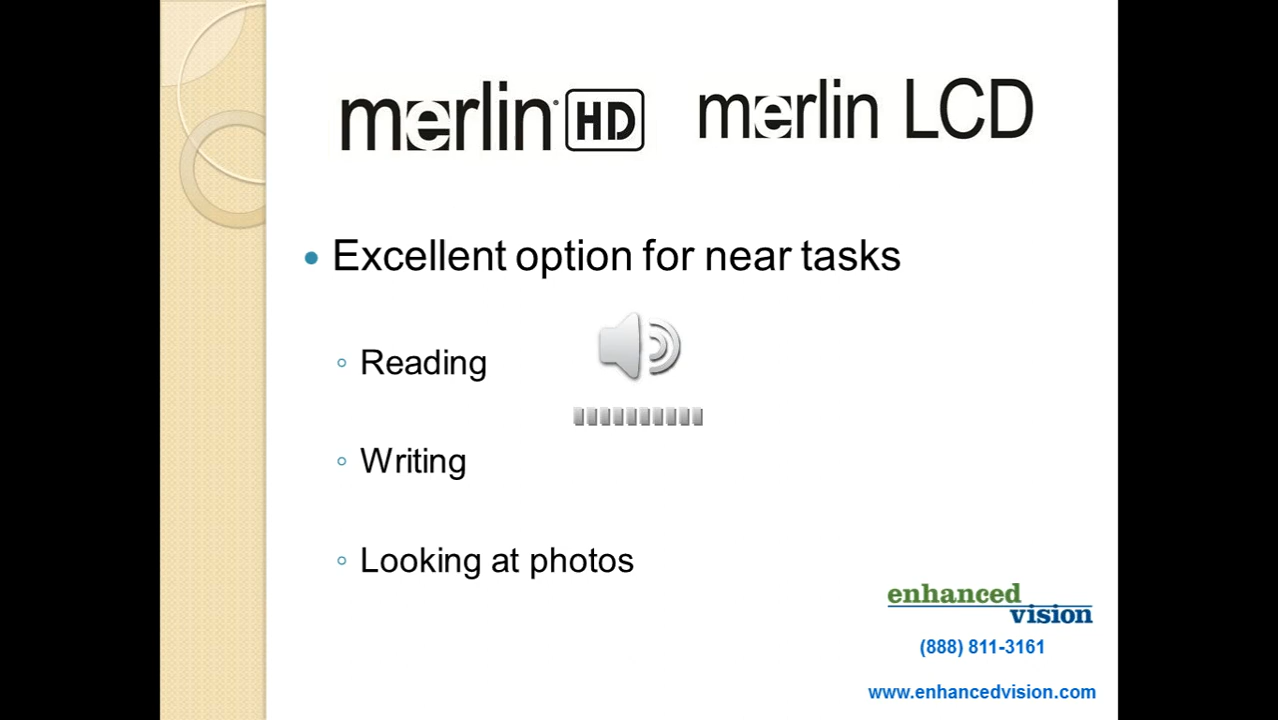 merlin HD merlin LCD
Excellent option for near tasks
Reading
Writing
Looking at photos
enhanced
vision
(888) 811-3161
www.enhancedvision.com